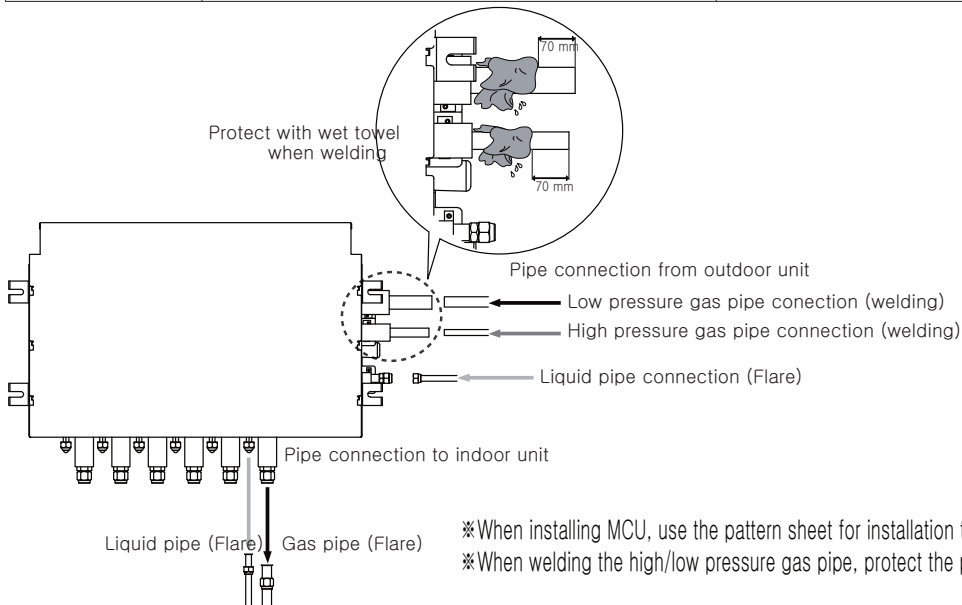 70 mm
Protect with wet towel
when welding
70 mm
Pipe connection from outdoor unit
Low pressure gas pipe conection (welding)
High pressure gas pipe connection (welding)
Liquid pipe connection (Flare)
Pipe connection to indoor unit
Liquid pipe (Flare)
Gas pipe (Flare)
※When installing MCU, use the pattern sheet for installation
※When welding the high/low pressure gas pipe, protect the